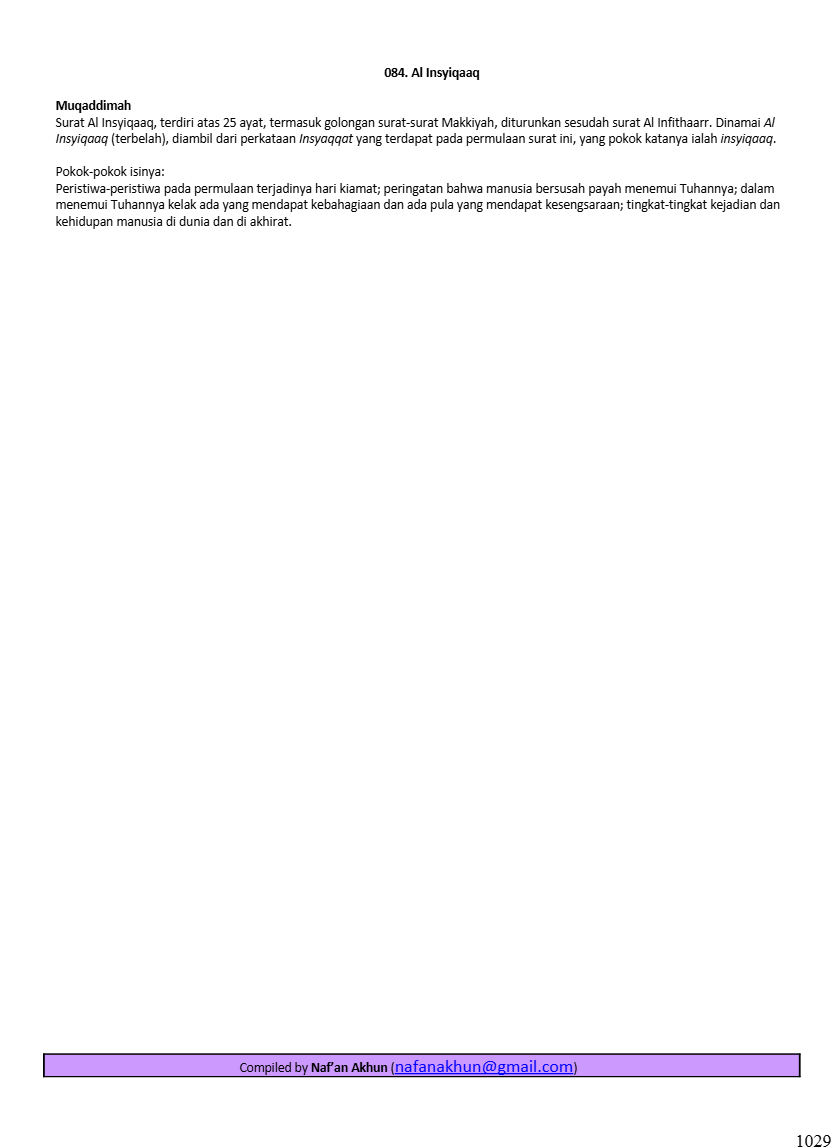 084. Al Insyiqaaq
Muqaddimah
Surat Al Insyiqaaq, terdiri atas 25 ayat, termasuk golongan surat-surat Makkiyah, diturunkan sesudah surat Al Infithaarr. Dinamai Al
Insyiqaaq (terbelah), diambil dari perkataan Insyaqqat yang terdapat pada permulaan surat ini, yang pokok katanya ialah insyiqaaq.
Pokok-pokok isinya:
Peristiwa-peristiwa pada permulaan terjadinya hari kiamat; peringatan bahwa manusia bersusah payah menemui Tuhannya; dalam
menemui Tuhannya kelak ada yang mendapat kebahagiaan dan ada pula yang mendapat kesengsaraan; tingkat-tingkat kejadian dan
kehidupan manusia di dunia dan di akhirat.
Compiled by Naf’an Akhun (nafanakhun@gmail.com)
1029